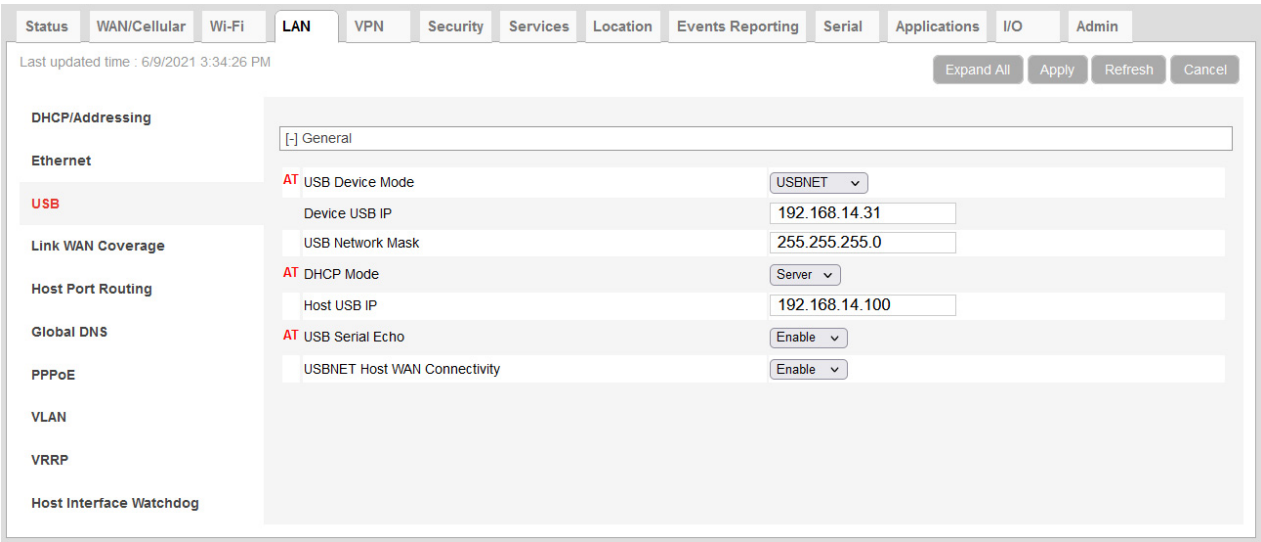 Status WAN/Cellular Wi-Fi LAN VPN Security Services Location Events Reporting Serial Applications I/O Admin
Last updated time : 6/9/2021 3:34:26 PM
Expand All Apply Refresh Cancel
DHCP/Addressing
Ethernet
USB
Link WAN Coverage
Host Port Routing
Global DNS
PPPoE
VLAN
VRRP
Host Interface Watchdog
[-] General
AT USB Device Mode USBNET
Device USB IP 192.168.14.31
USB Network Mask 255.255.255.0
AT DHCP Mode Server
Host USB IP 192.168.14.100
AT USB Serial Echo Enable
USBNET Host WAN Connectivity Enable